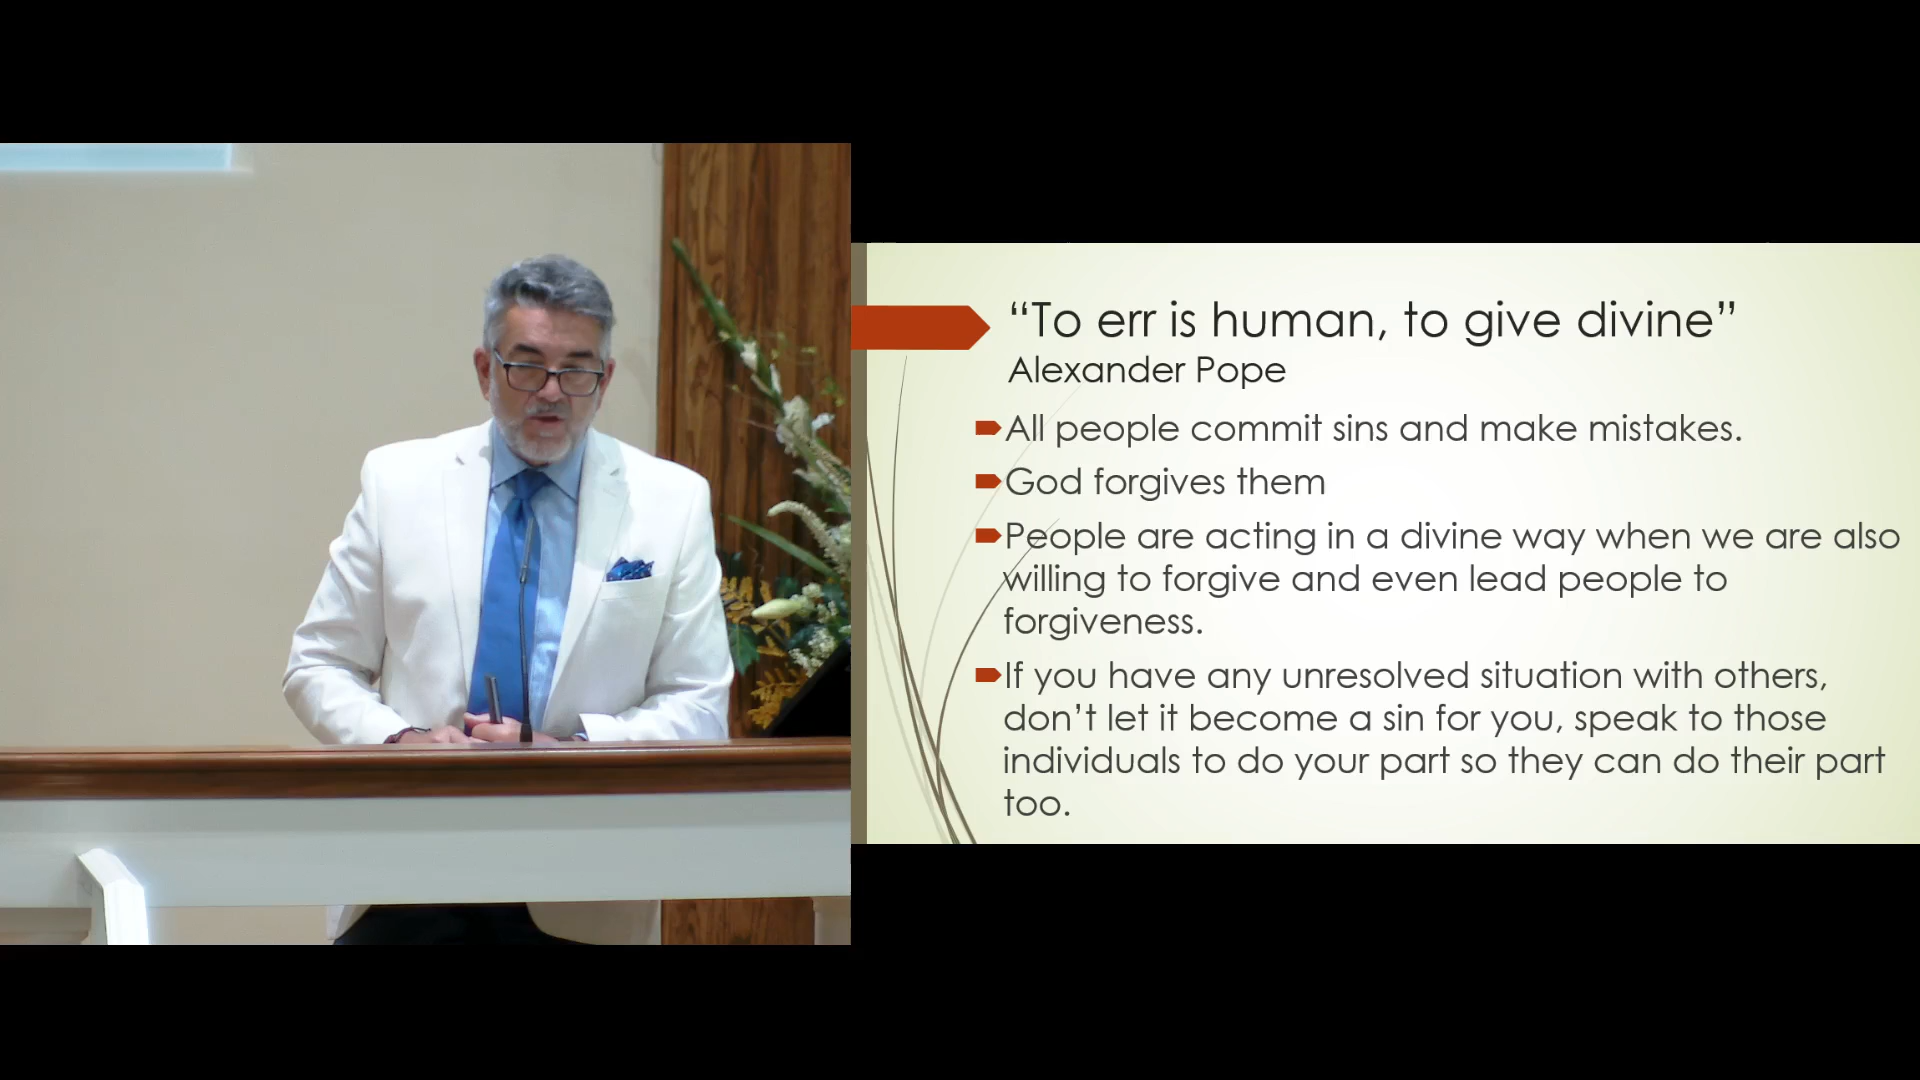 “To err is human, to give divine”
Alexander Pope
All people commit sins and make mistakes.
God forgives them
People are acting in a divine way when we are also
willing to forgive and even lead people to
forgiveness.
If you have any unresolved situation with others,
don’t let it become a sin for you, speak to those
individuals to do your part so they can do their part
too.